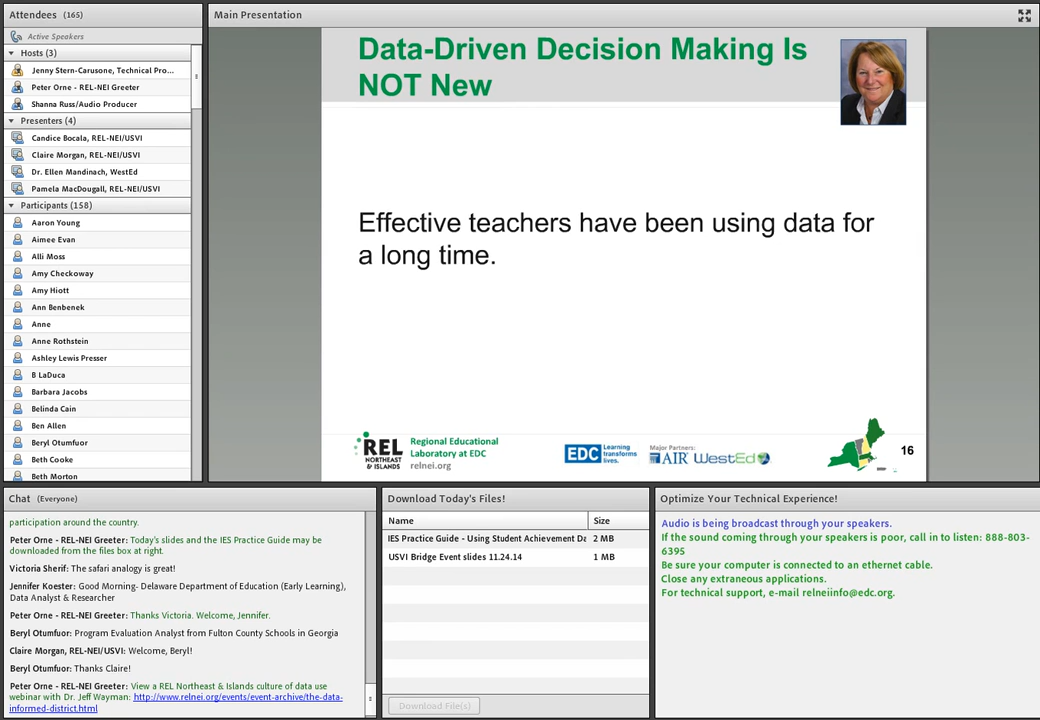 Attendees (165)
Active Speakers
Hosts (3)
Jenny Stern-Carusone, Technical Pro...
Peter Orne - REL-NEI Greeter
Shanna Russ/Audio Producer
Presenters (4)
Candice Bocala, REL-NEI/USVI
Claire Morgan, REL-NEI/USVI
Dr. Ellen Mandinach, WestEd
Pamela MacDougall, REL-NEI/USVI
Participants (158)
Aaron Young
Aimee Evan
Alli Moss
Amy Checkoway
Amy Hiott
Ann Benbenek
Anne
Anne Rothstein
Ashley Lewis Presser
B LaDuca
Barbara Jacobs
Belinda Cain
Ben Allen
Beryl Otumfuor
Beth Cooke
Beth Morton
Main Presentation
Data-Driven Decision Making Is
NOT New
Effective teachers have been using data for
a long time.
REL
NORTHEAST
& ISLANDS
Regional Educational
Laboratory at EDC
relnei.org
EDC
Learning
transforms
lives.
Major Partners:
AIR WestEd
16
Chat (Everyone)
participation around the country.
Peter Orne - REL-NEI Greeter: Today's slides and the IES Practice Guide may be
downloaded from the files box at right.
Victoria Sherif: The safari analogy is great!
Jennifer Koester: Good Morning- Delaware Department of Education (Early Learning),
Data Analyst & Researcher
Peter Orne - REL-NEI Greeter: Thanks Victoria. Welcome, Jennifer.
Beryl Otumfuor: Program Evaluation Analyst from Fulton County Schools in Georgia
Claire Morgan, REL-NEI/USVI: Welcome, Beryl!
Beryl Otumfuor: Thanks Claire!
Peter Orne - REL-NEI Greeter: View a REL Northeast & Islands culture of data use
webinar with Dr. Jeff Wayman: http://www.relnei.org/events/event-archive/the-data-
informed-district.html
Download Today's Files!
Name Size
IES Practice Guide - Using Student Achievement Da 2 MB
USVI Bridge Event slides 11.24.14 1 MB
Download File(s)
Optimize Your Technical Experience!
Audio is being broadcast through your speakers.
If the sound coming through your speakers is poor, call in to listen: 888-803-
6395
Be sure your computer is connected to an ethernet cable.
Close any extraneous applications.
For technical support, e-mail relneiinfo@edc.org.